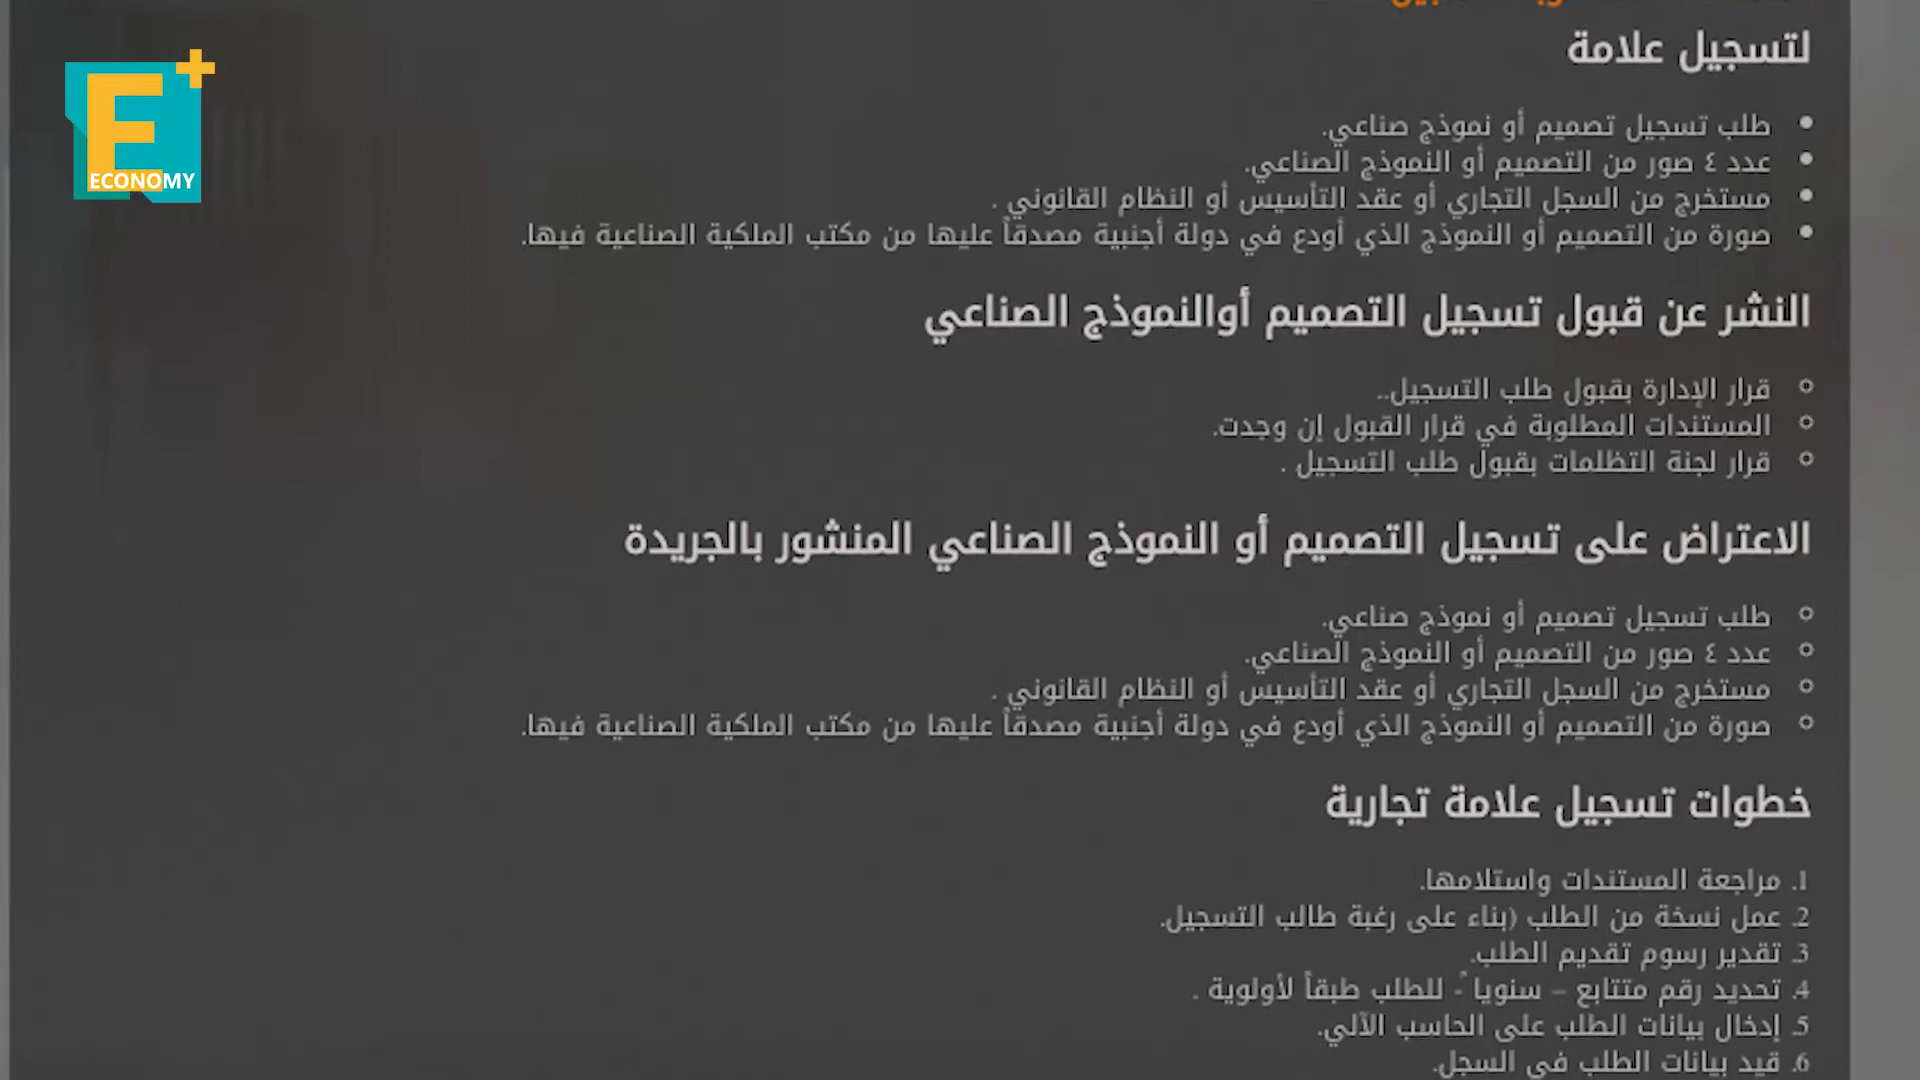 لتسجيل علامة
E+
ECONOMY
• طلب تسجيل تصميم أو نموذج صناعي.
• عدد ٤ صور من التصميم أو النموذج الصناعي.
• مستخرج من السجل التجاري أو عقد التأسيس أو النظام القانوني .
• صورة من التصميم أو النموذج الذي أودع في دولة أجنبية مصدقاً عليها من مكتب الملكية الصناعية فيها.
النشر عن قبول تسجيل التصميم أوالنموذج الصناعي
○ قرار الإدارة بقبول طلب التسجيل..
○ المستندات المطلوبة في قرار القبول إن وجدت.
○ قرار لجنة التظلمات بقبول طلب التسجيل .
الاعتراض على تسجيل التصميم أو النموذج الصناعي المنشور بالجريدة
○ طلب تسجيل تصميم أو نموذج صناعي.
○ عدد ٤ صور من التصميم أو النموذج الصناعي.
○ مستخرج من السجل التجاري أو عقد التأسيس أو النظام القانوني .
○ صورة من التصميم أو النموذج الذي أودع في دولة أجنبية مصدقاً عليها من مكتب الملكية الصناعية فيها.
خطوات تسجيل علامة تجارية
1. مراجعة المستندات واستلامها.
2. عمل نسخة من الطلب (بناء على رغبة طالب التسجيل.
3. تقدير رسوم تقديم الطلب.
4. تحديد رقم متتابع – سنويا -ً للطلب طبقاً لأولوية .
5. إدخال بيانات الطلب على الحاسب الآلي.
6. قيد بيانات الطلب في السجل.